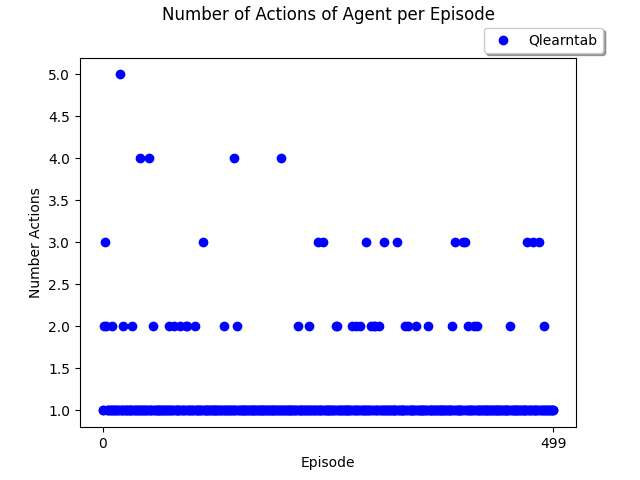 Number of Actions of Agent per Episode
Qlearntab
5.0
4.5
4.0
3.5
3.0
2.5
2.0
1.5
1.0
Number Actions
0
499
Episode